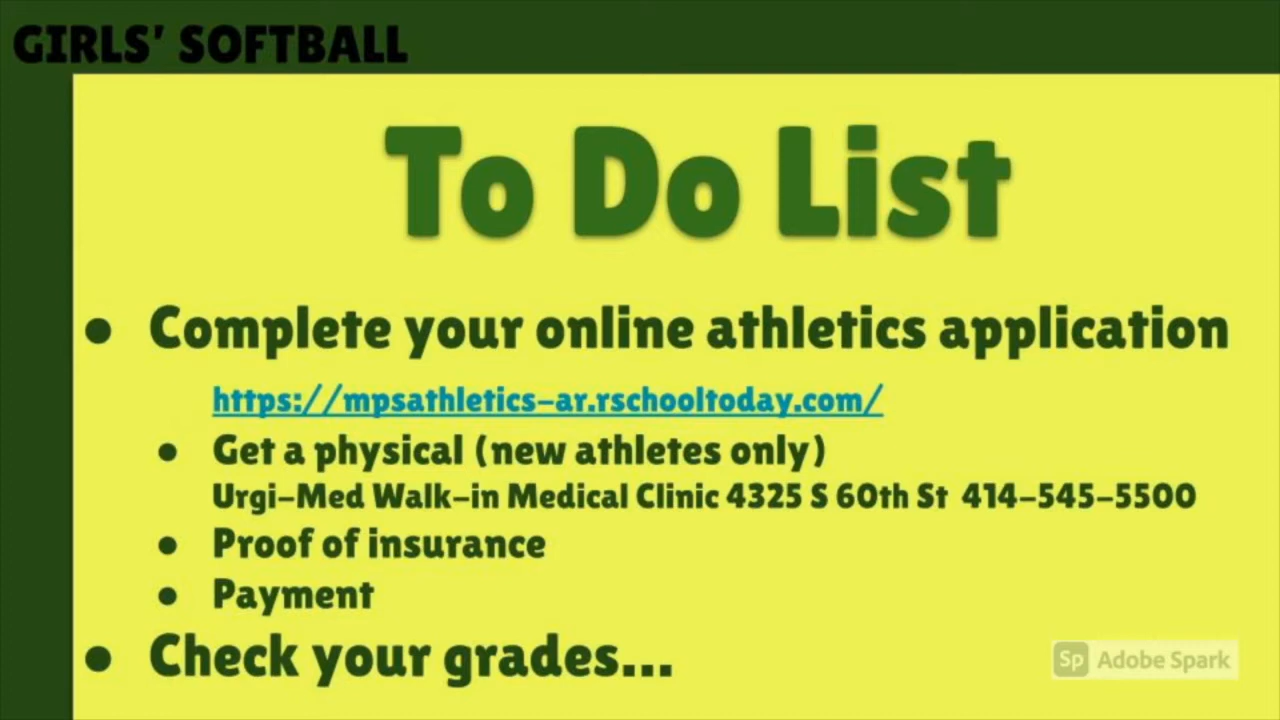 GIRLS' SOFTBALL
To Do List
● Complete your online athletics application
https://mpsathletics-ar.rschooltoday.com/
● Get a physical (new athletes only)
Urgi-Med Walk-in Medical Clinic 4325 S 60th St 414-545-5500
● Proof of insurance
● Payment
● Check your grades...
Sp Adobe Spark